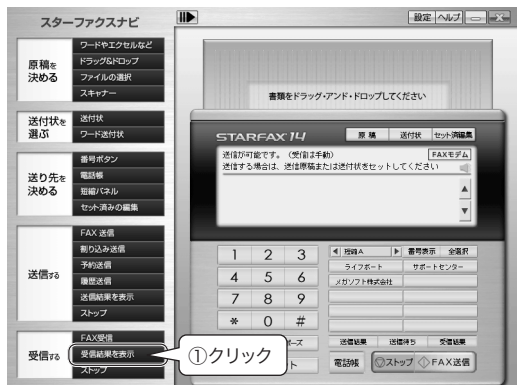 スターファクスナビ
設定 ヘルプ
原稿を
決める
ワードやエクセルなど
ドラッグ&ドロップ
ファイルの選択
スキャナー
送付状を
選ぶ
送付状
ワード送付状
送り先を
決める
番号ボタン
電話帳
短縮パネル
セット済みの編集
送信する
FAX 送信
割り込み送信
予約送信
履歴送信
送信結果を表示
ストップ
受信する
FAX受信
受信結果を表示
ストップ
①クリック
書類をドラッグ・アンド・ドロップしてください
STARFAX 14
原 稿 送付状 セット済編集
送信が可能です。（受信は手動）
FAXモデム
送信する場合は、送信原稿または送付状をセットしてください
1 2 3
4 5 6
7 8 9
* 0 #
ーズ
ト
短縮A 番号表示 全選択
ライフボート サポートセンター
メガソフト株式会社
送信結果 送信待ち 受信結果
電話帳 ストップ FAX送信